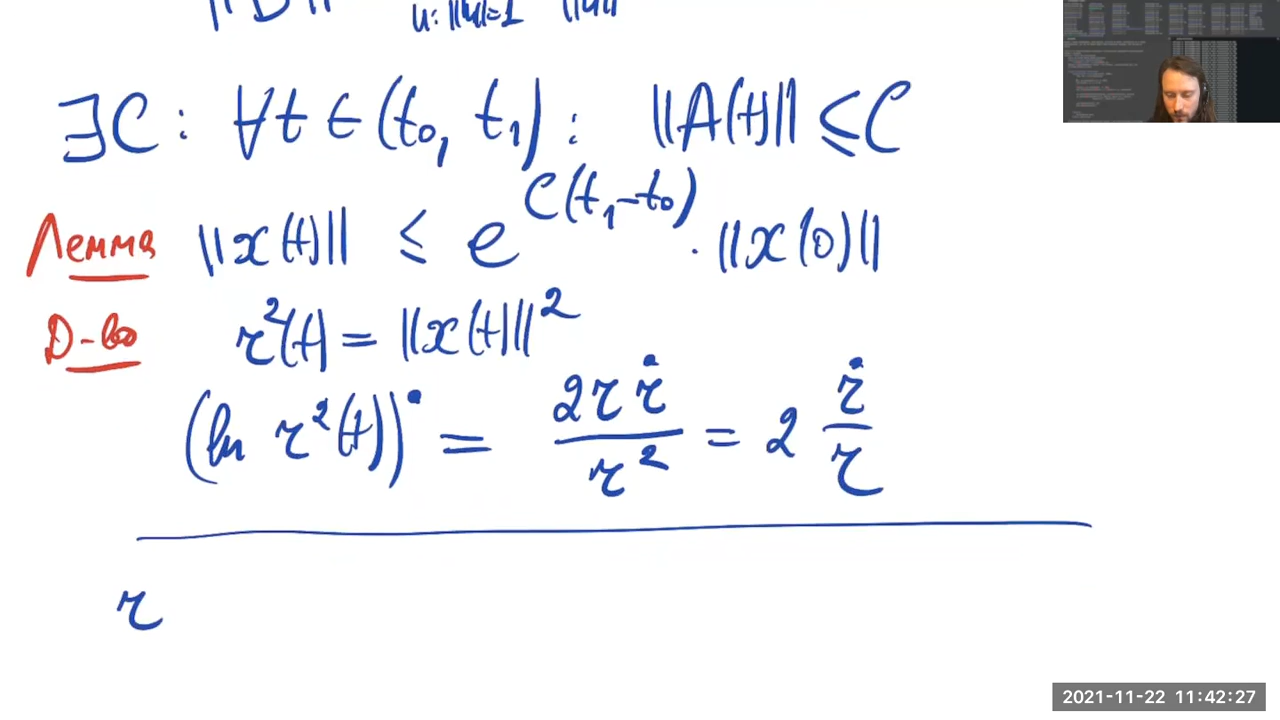 u: ||u||=1
∃C: ∀t ∈ (t₀, t₁): ||A(t)|| ≤ C
Лемма ||x(t)|| ≤ e^{C(t₁-t₀)} · ||x(0)||
Д-во r²(t) = ||x(t)||²
(ln r²(t))˙ = 2rṙ / r² = 2 ṙ / r
r
2021-11-22 11:42:27